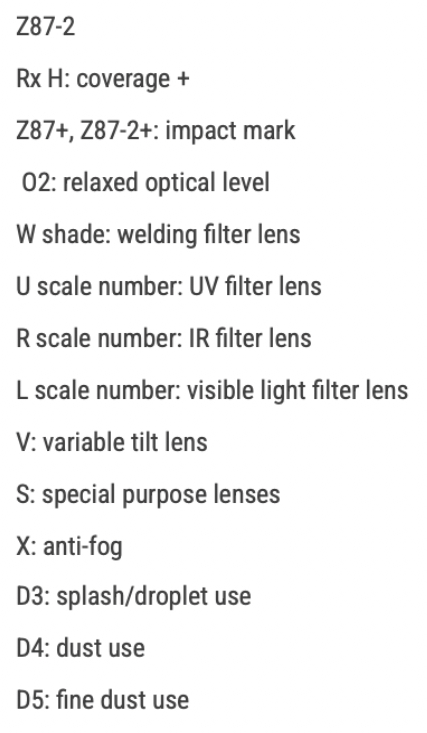 Z87-2
Rx H: coverage +
Z87+, Z87-2+: impact mark
O2: relaxed optical level
W shade: welding filter lens
U scale number: UV filter lens
R scale number: IR filter lens
L scale number: visible light filter lens
V: variable tilt lens
S: special purpose lenses
X: anti-fog
D3: splash/droplet use
D4: dust use
D5: fine dust use